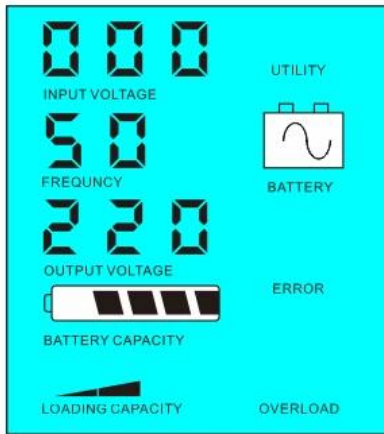 000
UTILITY
INPUT VOLTAGE
50
FREQUNCY
BATTERY
220
OUTPUT VOLTAGE
ERROR
BATTERY CAPACITY
LOADING CAPACITY
OVERLOAD